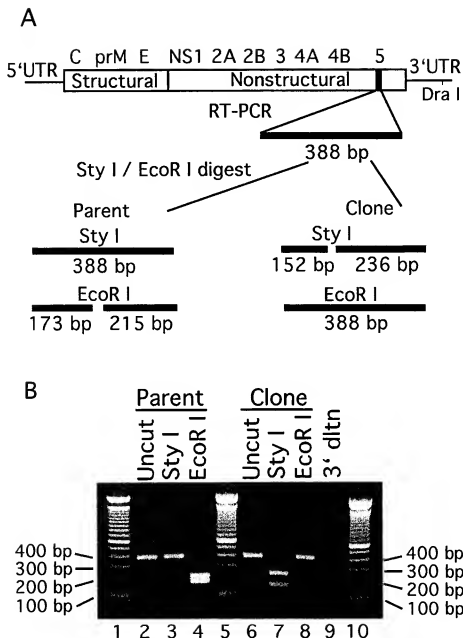 A
C prM E NS1 2A 2B 3 4A 4B 5
5'UTR Structural Nonstructural 3'UTR
Dra I
RT-PCR
388 bp
Sty I / EcoR I digest
Parent Clone
Sty I Sty I
388 bp 152 bp 236 bp
EcoR I EcoR I
173 bp 215 bp 388 bp
B
Parent Clone
Uncut Sty I EcoR I Uncut Sty I EcoR I 3' dltn
400 bp 400 bp
300 bp 300 bp
200 bp 200 bp
100 bp 100 bp
1 2 3 4 5 6 7 8 9 10